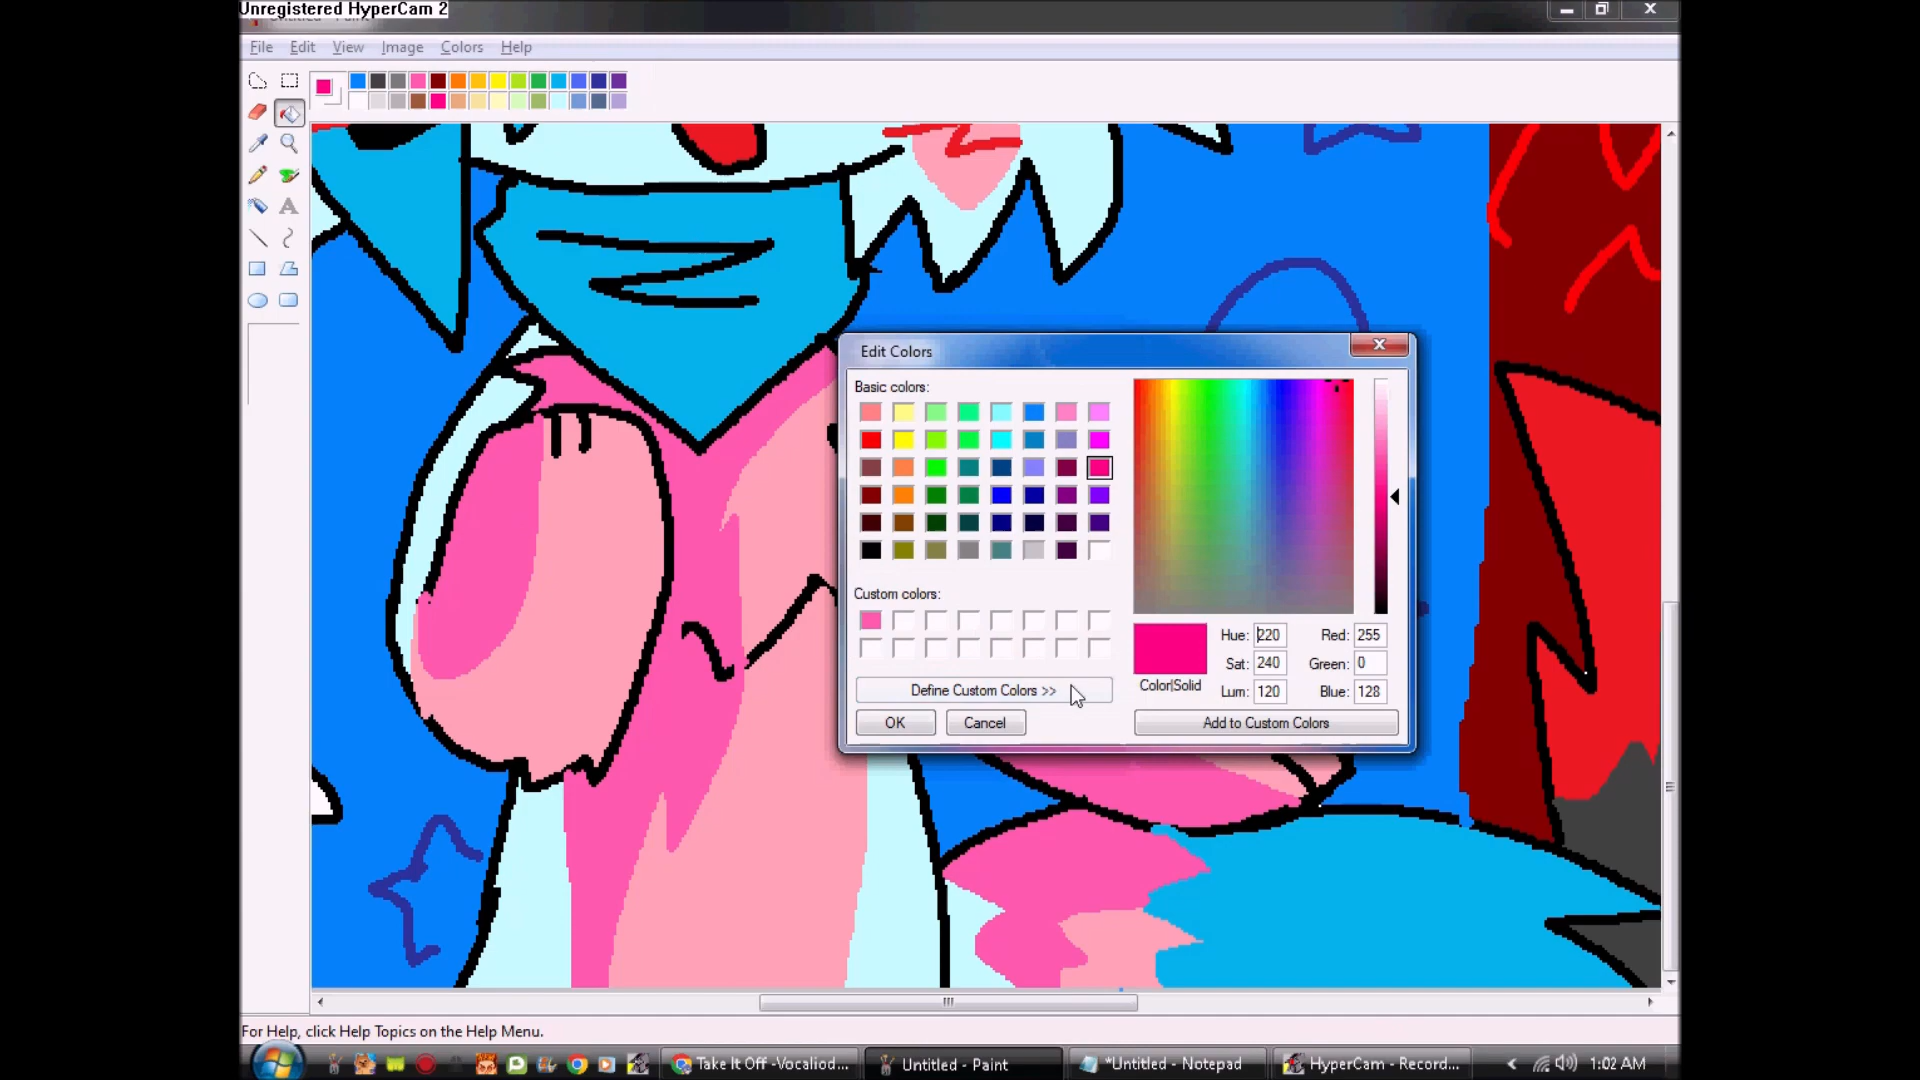 Unregistered HyperCam 2
Untitled - Paint
File Edit View Image Colors Help
Edit Colors
Basic colors:
Custom colors:
Define Custom Colors >>
OK Cancel
Color|Solid
Hue: 220 Red: 255
Sat: 240 Green: 0
Lum: 120 Blue: 128
Add to Custom Colors
For Help, click Help Topics on the Help Menu.
Take It Off -Vocaliod... Untitled - Paint *Untitled - Notepad HyperCam - Record... 1:02 AM